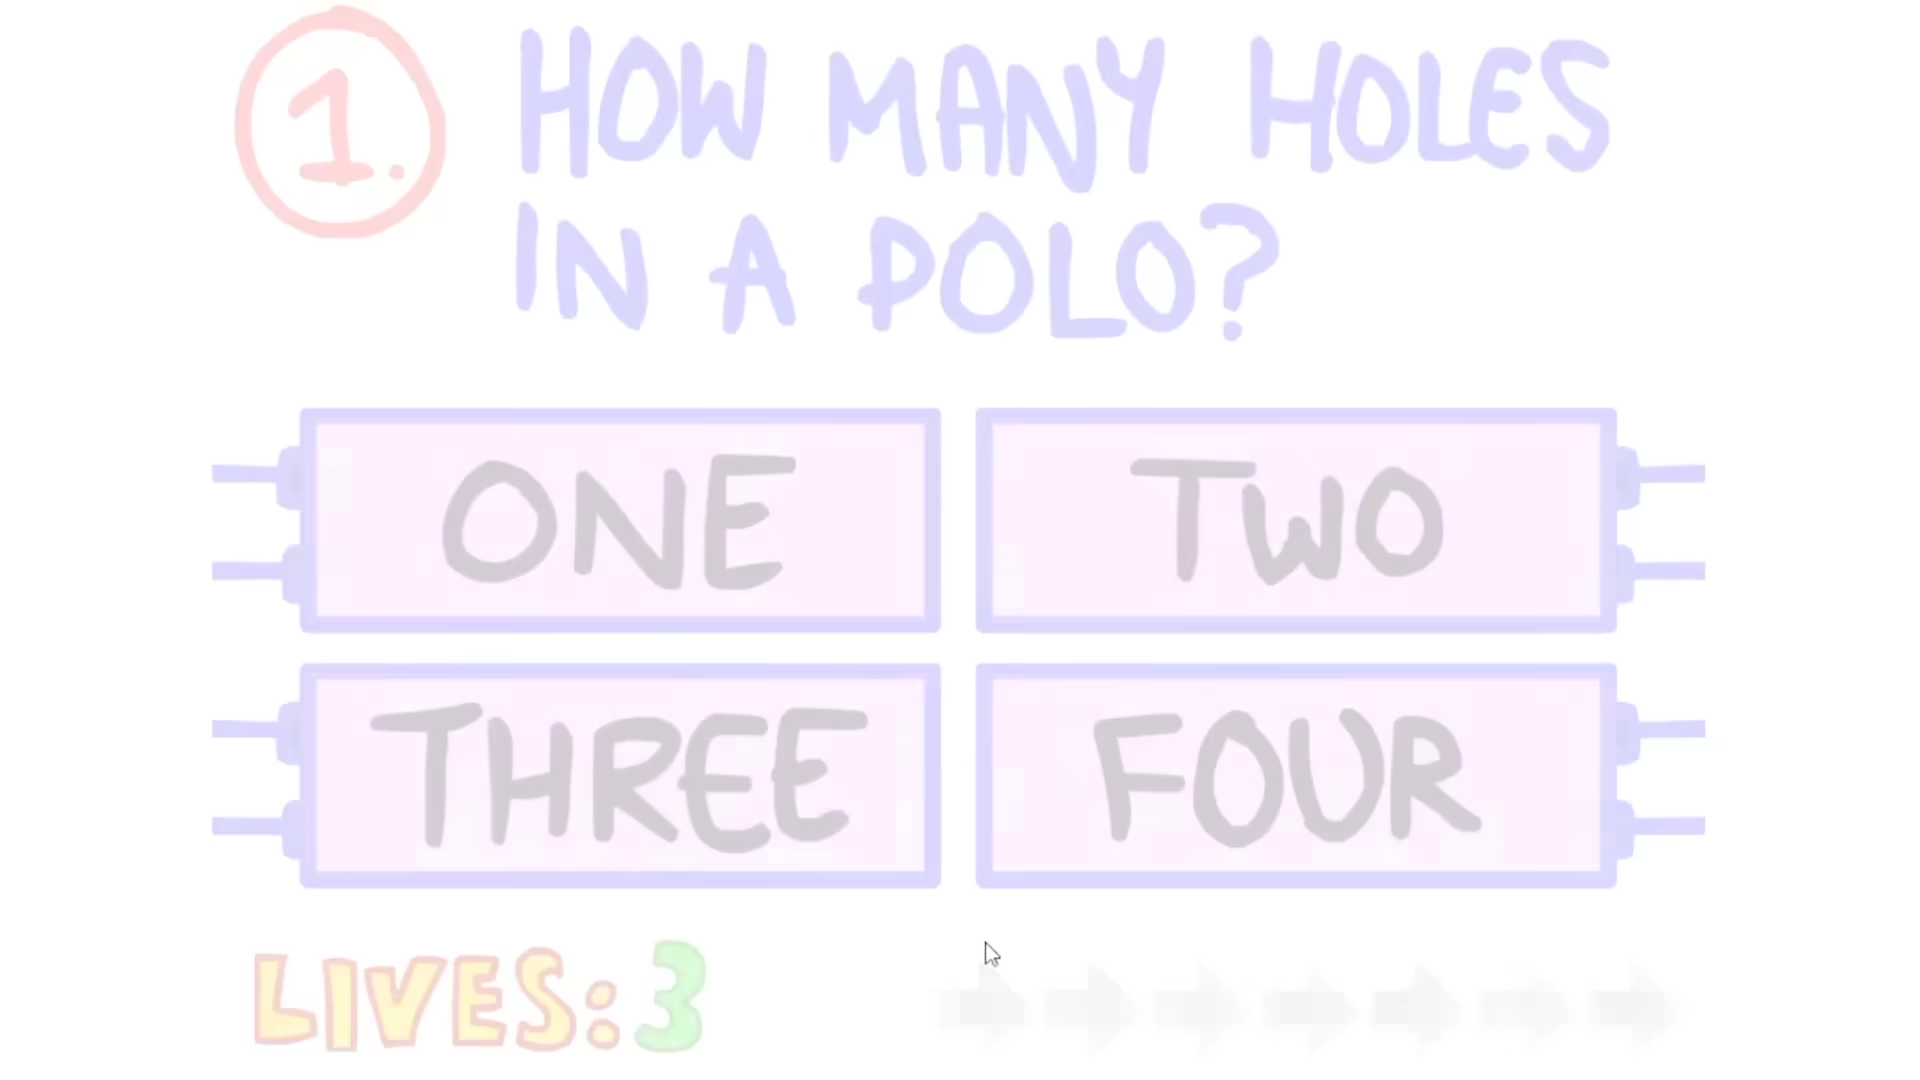 1. HOW MANY HOLES
IN A POLO?
ONE
TWO
THREE
FOUR
LIVES: 3